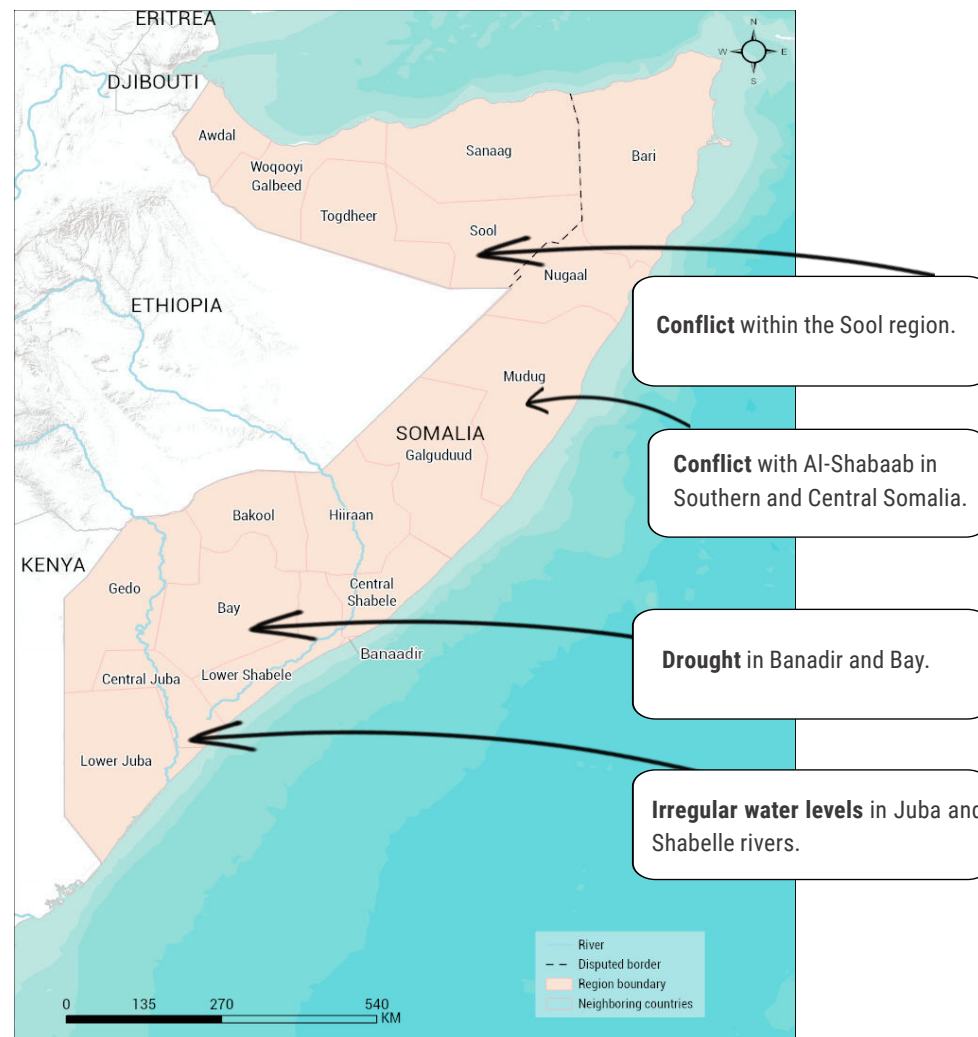 ERITREA
N
W
E
S
DJIBOUTI
Awdal
Sanaag
Bari
Woqooyi
Galbeed
Togdheer
Sool
Nugaal
ETHIOPIA
Conflict within the Sool region.
Mudug
SOMALIA
Galguduud
Conflict with Al-Shabaab in
Southern and Central Somalia.
Bakool
Hiiraan
KENYA
Gedo
Central
Shabele
Bay
Banaadir
Drought in Banadir and Bay.
Central Juba
Lower Shabele
Lower Juba
Irregular water levels in Juba and
Shabelle rivers.
River
Disputed border
Region boundary
Neighboring countries
0 135 270 540
KM